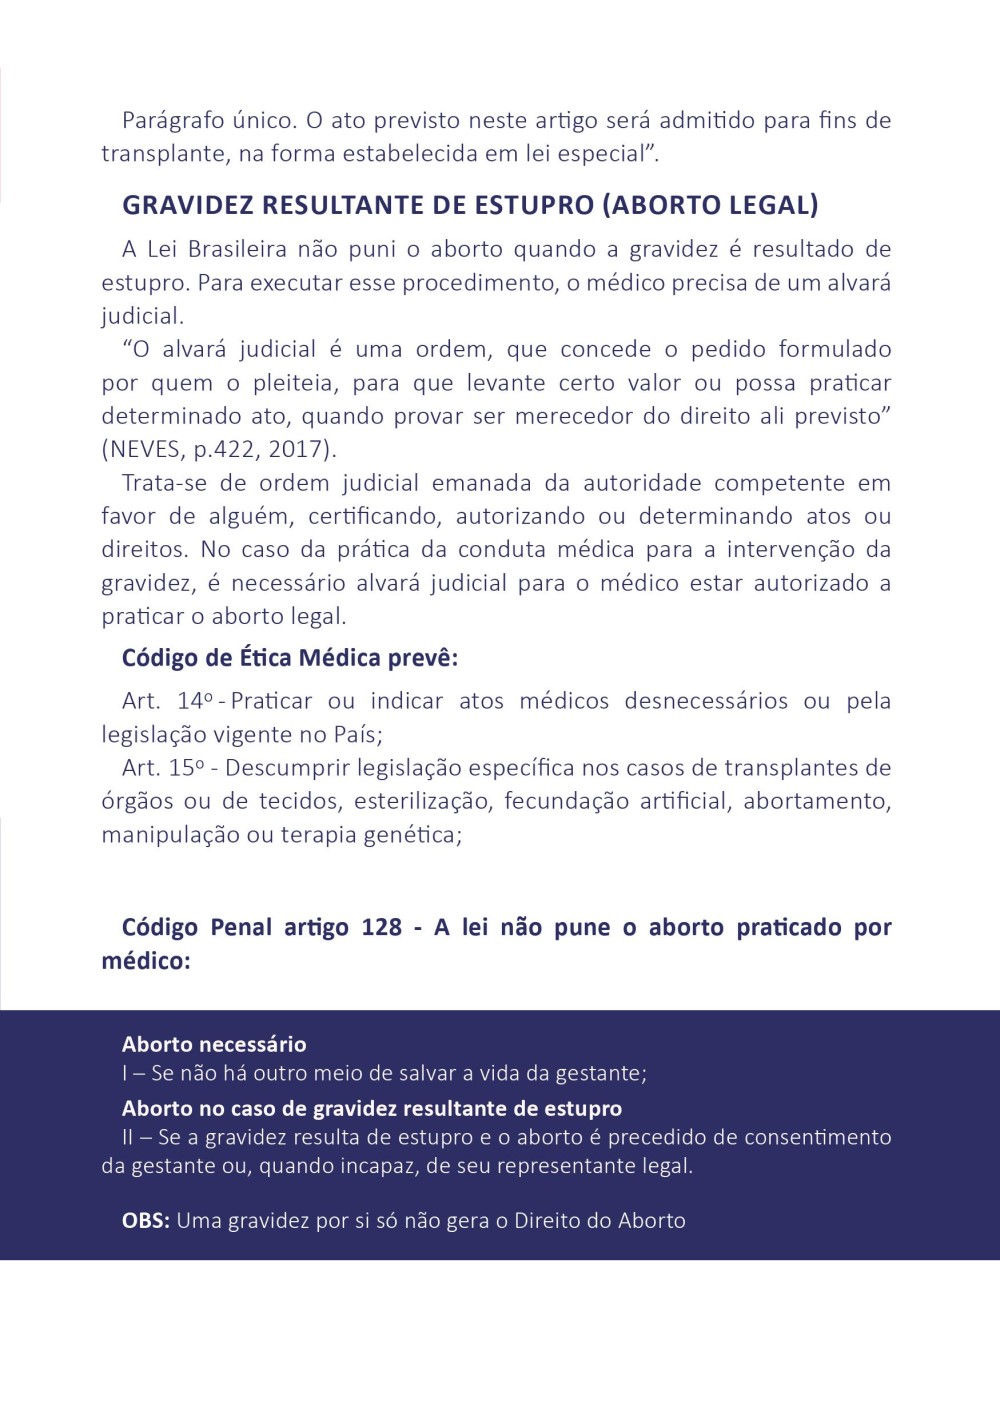 Parágrafo único. O ato previsto neste artigo será admitido para fins de
transplante, na forma estabelecida em lei especial”.
GRAVIDEZ RESULTANTE DE ESTUPRO (ABORTO LEGAL)
A Lei Brasileira não puni o aborto quando a gravidez é resultado de
estupro. Para executar esse procedimento, o médico precisa de um alvará
judicial.
“O alvará judicial é uma ordem, que concede o pedido formulado
por quem o pleiteia, para que levante certo valor ou possa praticar
determinado ato, quando provar ser merecedor do direito ali previsto”
(NEVES, p.422, 2017).
Trata-se de ordem judicial emanada da autoridade competente em
favor de alguém, certificando, autorizando ou determinando atos ou
direitos. No caso da prática da conduta médica para a intervenção da
gravidez, é necessário alvará judicial para o médico estar autorizado a
praticar o aborto legal.
Código de Ética Médica prevê:
Art. 14º - Praticar ou indicar atos médicos desnecessários ou pela
legislação vigente no País;
Art. 15º - Descumprir legislação específica nos casos de transplantes de
órgãos ou de tecidos, esterilização, fecundação artificial, abortamento,
manipulação ou terapia genética;
Código Penal artigo 128 - A lei não pune o aborto praticado por
médico:
Aborto necessário
I – Se não há outro meio de salvar a vida da gestante;
Aborto no caso de gravidez resultante de estupro
II – Se a gravidez resulta de estupro e o aborto é precedido de consentimento
da gestante ou, quando incapaz, de seu representante legal.
OBS: Uma gravidez por si só não gera o Direito do Aborto